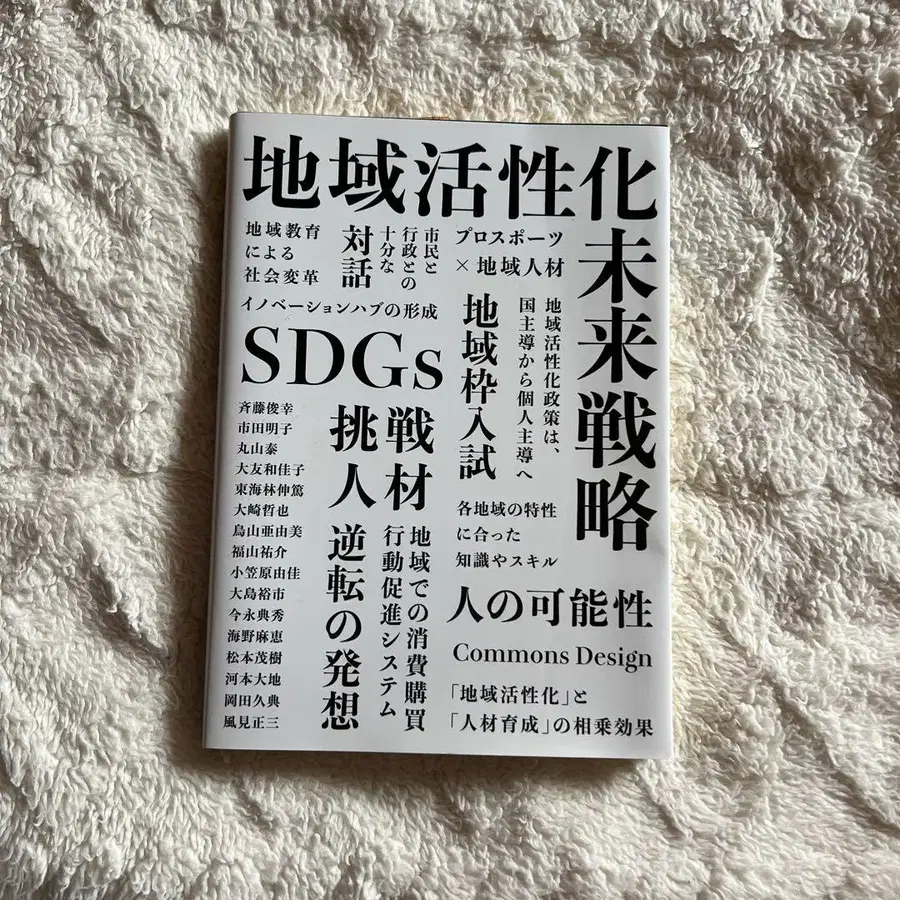 地域活性化
未来戦略
地域教育
による
社会変革
市民と
行政との
十分な
対話
プロスポーツ
×地域人材
イノベーションハブの形成
SDGs
地域活性化政策は、
国主導から個人主導へ
地域枠入試
斉藤俊幸
市田明子
丸山泰
大友和佳子
東海林伸篤
大崎哲也
鳥山亜由美
福山祐介
小笠原由佳
大島裕市
今永典秀
海野麻恵
松本茂樹
河本大地
岡田久典
風見正三
挑戦
人材
各地域の特性
に合った
知識やスキル
地域での消費購買
行動促進システム
逆転の発想
人の可能性
Commons Design
「地域活性化」と
「人材育成」の相乗効果